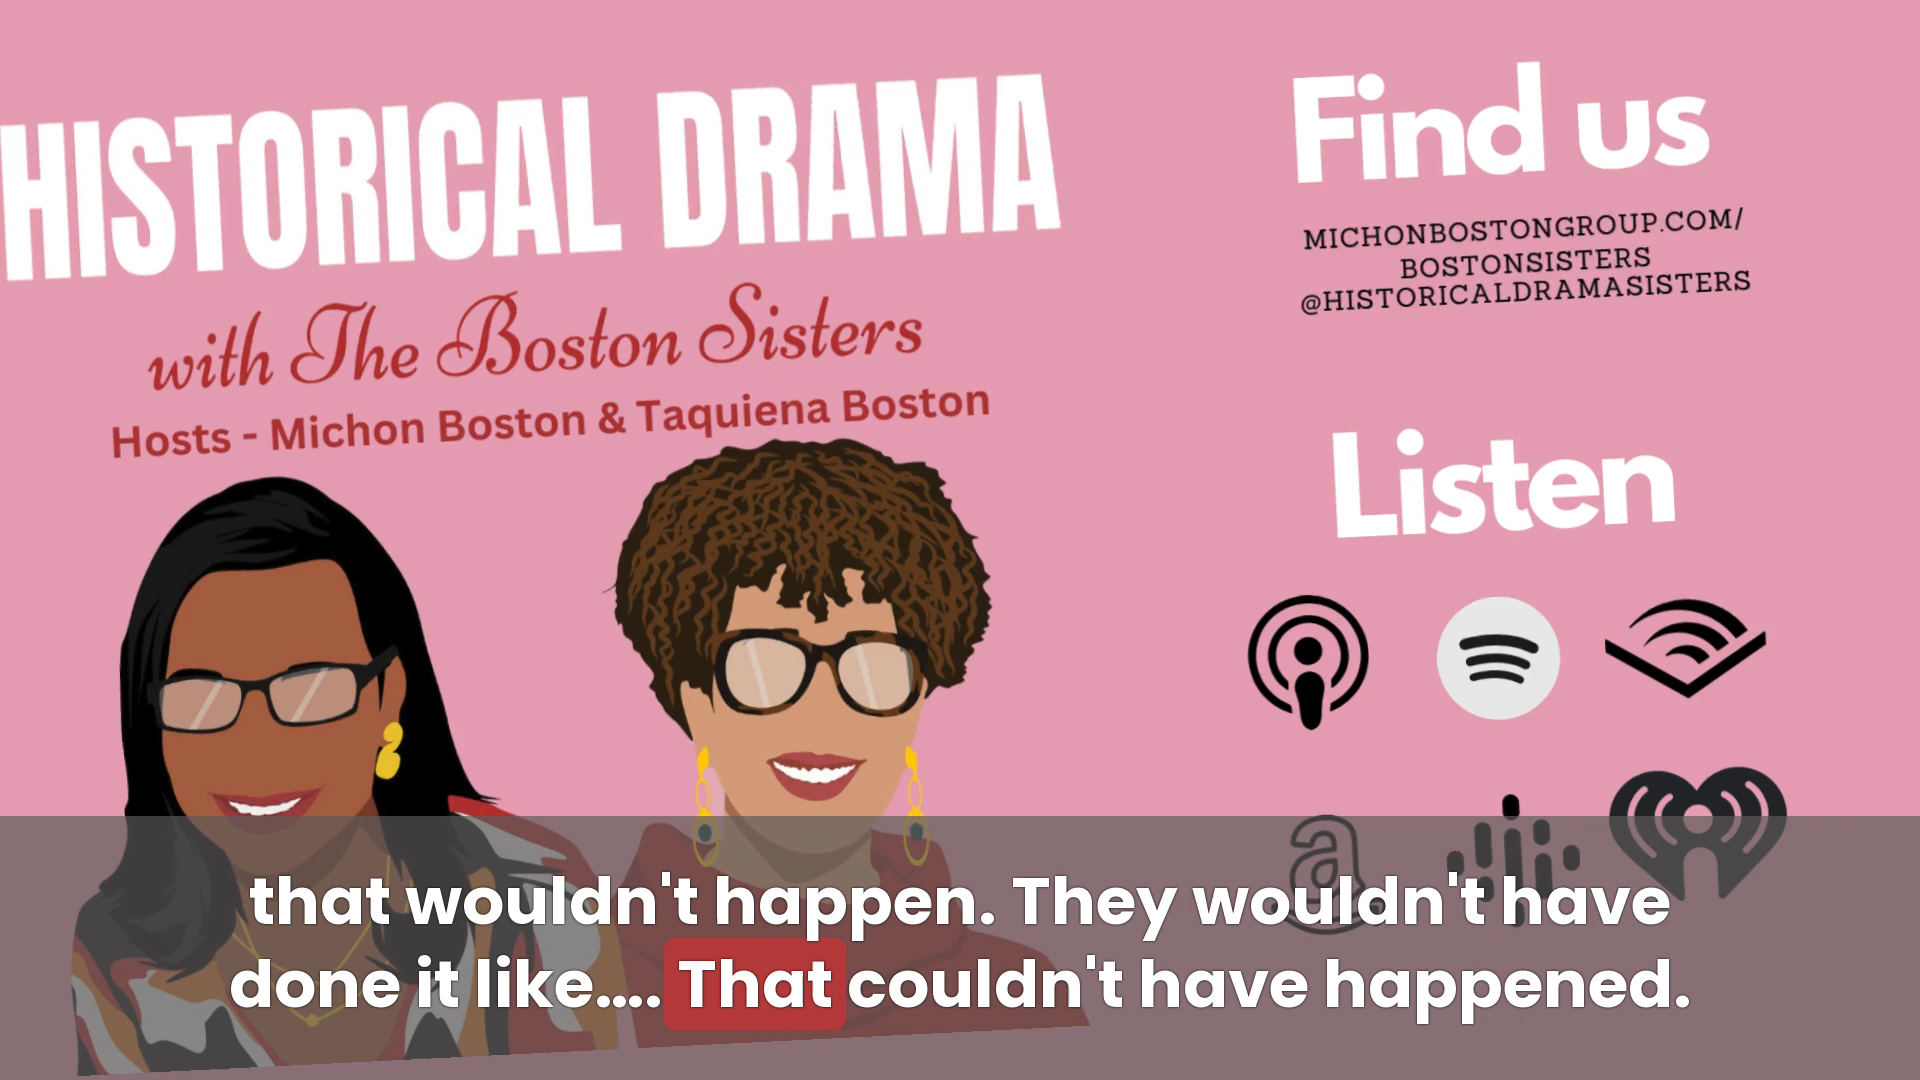 HISTORICAL DRAMA
with The Boston Sisters
Hosts - Michon Boston & Taquiena Boston
Find us
MICHONBOSTONGROUP.COM/
BOSTONSISTERS
@HISTORICALDRAMASISTERS
Listen
a
that wouldn't happen. They wouldn't have
done it like.... That couldn't have happened.